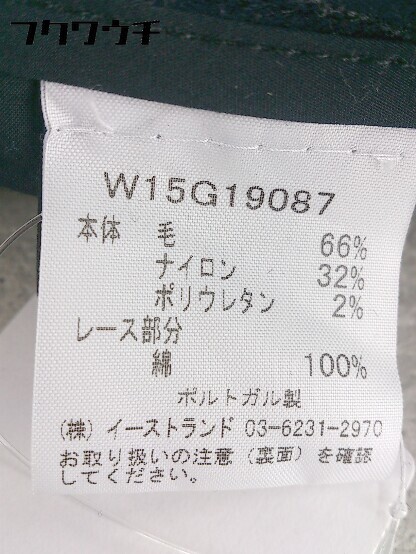 フクワウチ
W15G19087
本体 毛 66%
ナイロン 32%
ポリウレタン 2%
レース部分
綿 100%
ポルトガル製
(株) イーストランド 03-6231-2970
お取り扱いの注意 (裏面) を確認
してください。